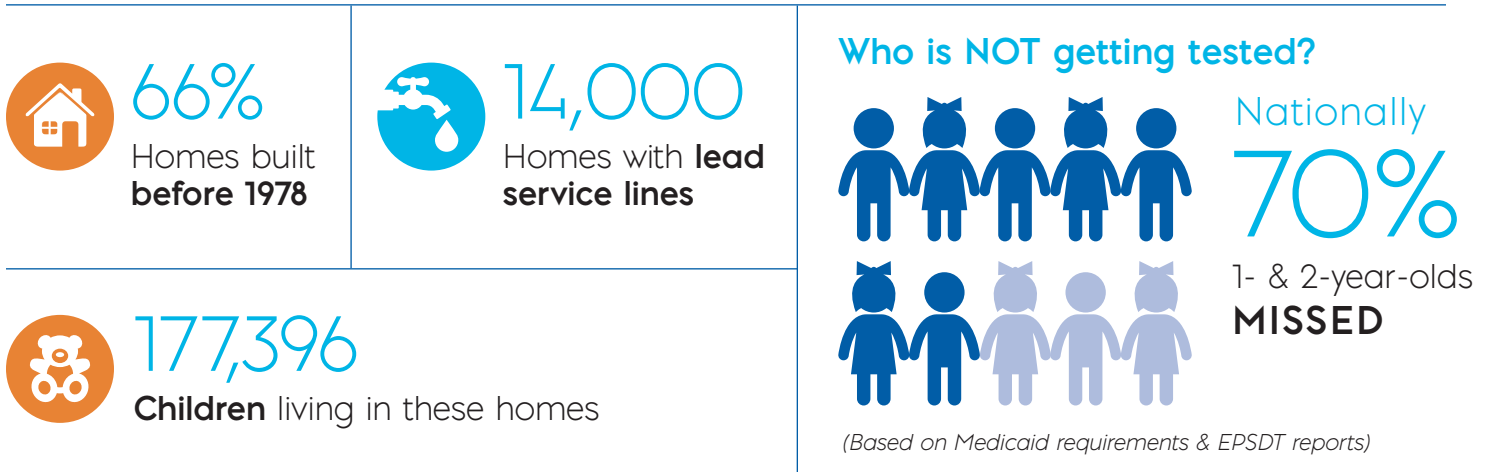 66%
Homes built
before 1978
14,000
Homes with lead
service lines
177,396
Children living in these homes
Who is NOT getting tested?
Nationally
70%
1- & 2-year-olds
MISSED
(Based on Medicaid requirements & EPSDT reports)